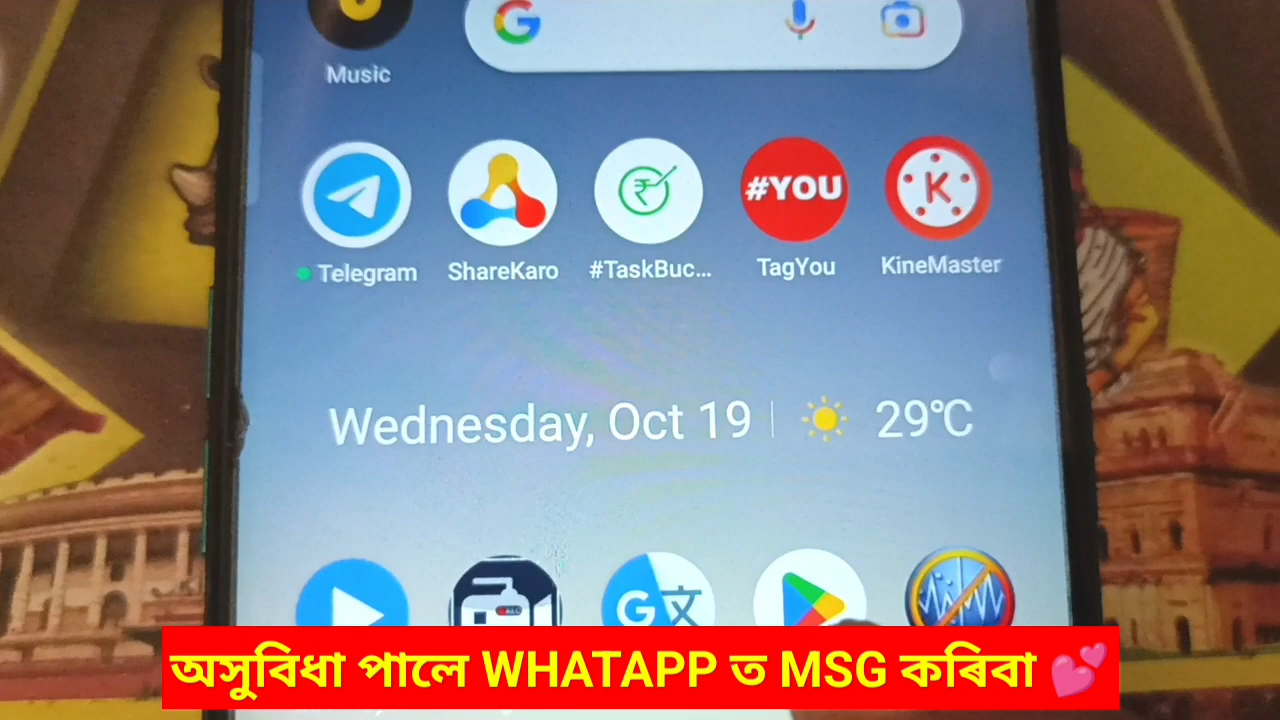 Music
#YOU
K
Telegram
ShareKaro
#TaskBuc...
TagYou
KineMaster
Wednesday, Oct 19 | 29°C
অসুবিধা পালে WHATAPP ত MSG কৰিবা 💕